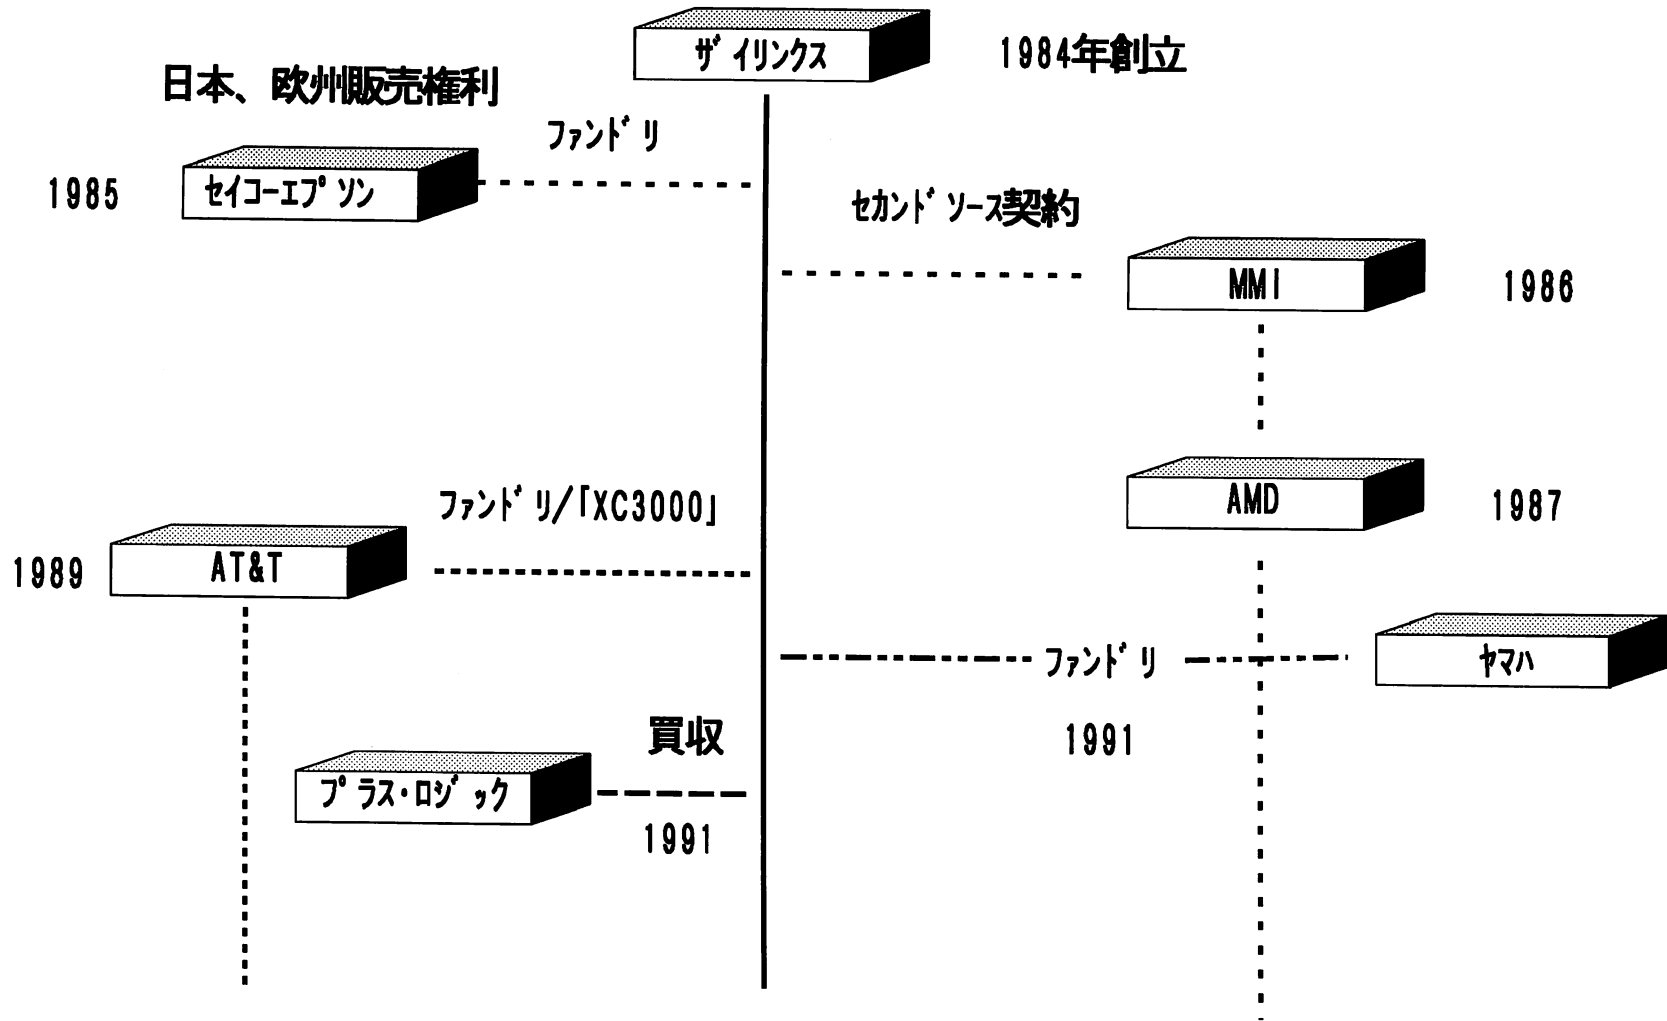 ザイリンクス
1984年創立
日本、欧州販売権利
ファンドリ
1985
セイコーエプソン
セカンドソース契約
MMI
1986
AMD
1987
ファンドリ/「XC3000」
1989
AT&T
ファンドリ
ヤマハ
1991
買収
プラス・ロジック
1991